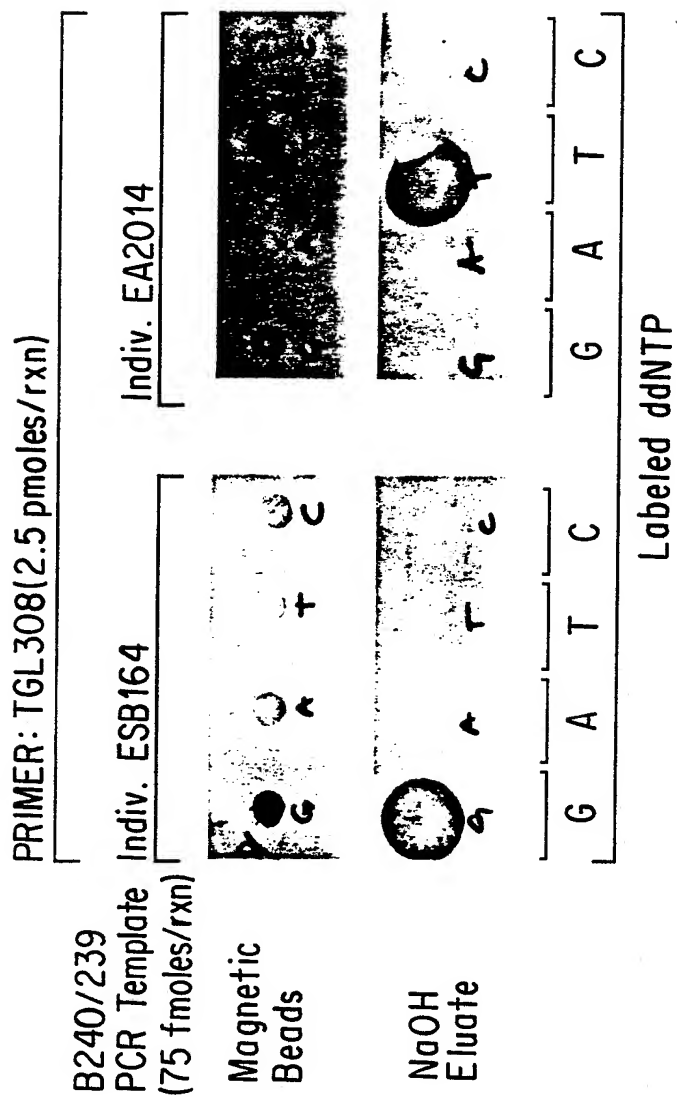 PRIMER: TGL308(2.5 pmoles/rxn)
B240/239
PCR Template
(75 fmoles/rxn)
Indiv. ESB164
Indiv. EA2014
Magnetic
Beads
G A T C
NaOH
Eluate
G A T C
G A T C
G A T C
G A T C
Labeled ddNTP